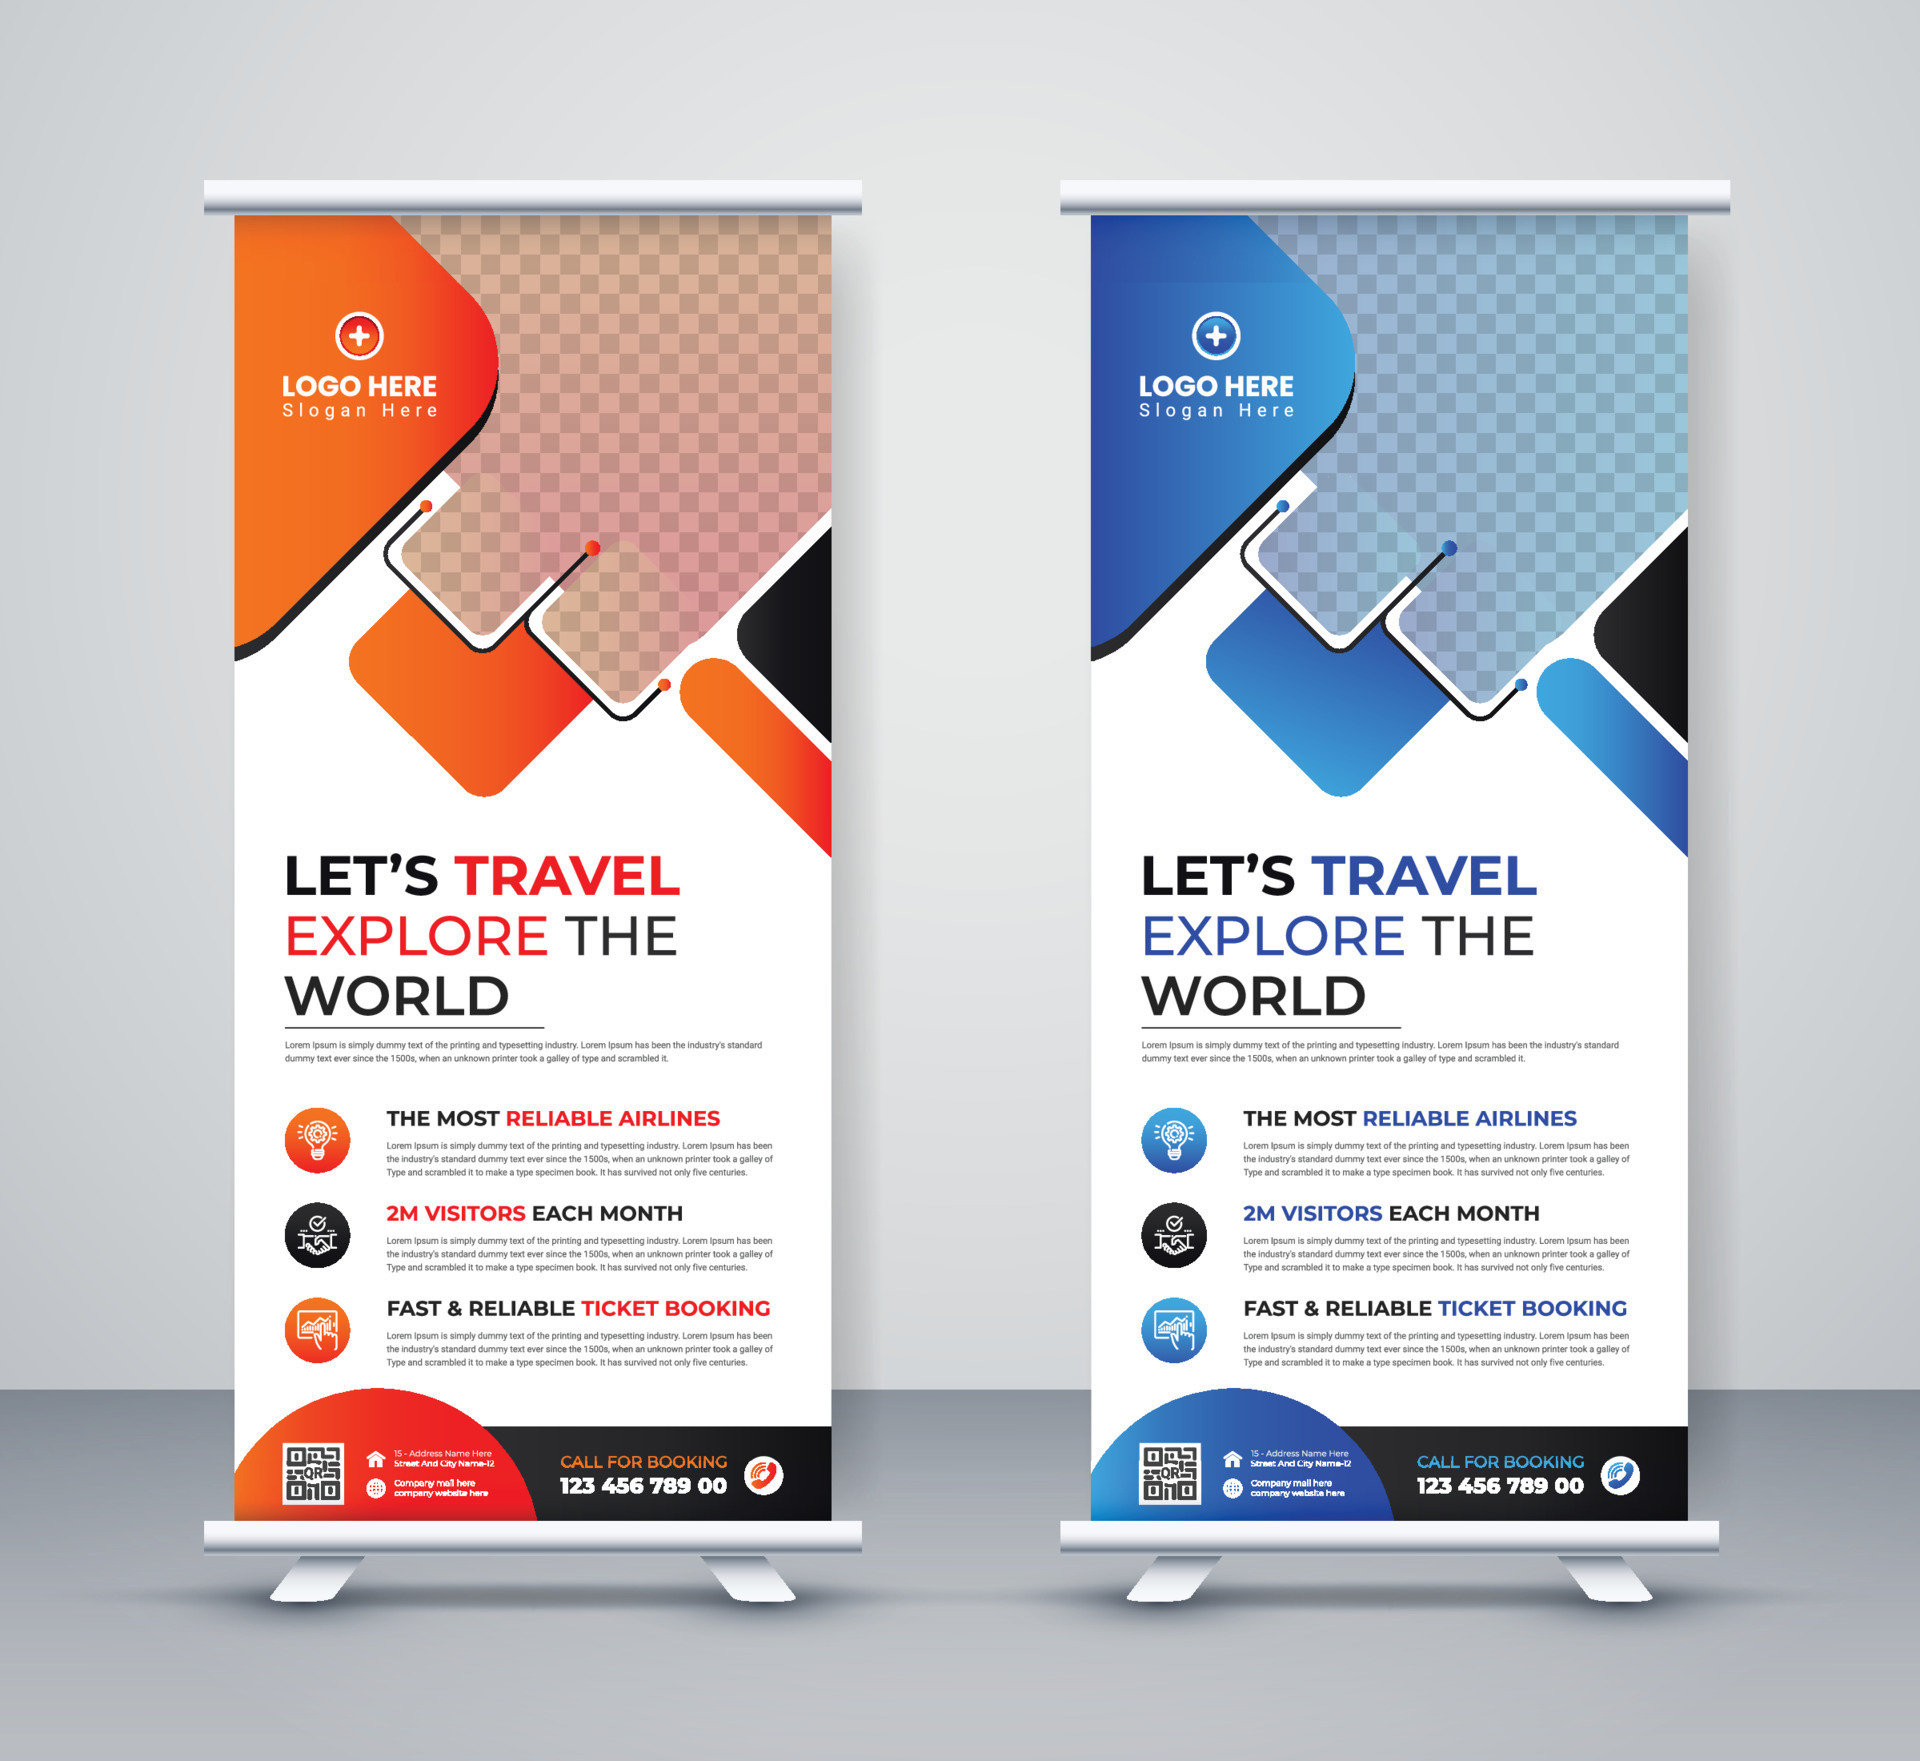 LOGO HERE
Slogan Here
LET'S TRAVEL
EXPLORE THE
WORLD
Lorem Ipsum is simply dummy text of the printing and typesetting industry. Lorem Ipsum has been the industry's standard
dummy text ever since the 1500s, when an unknown printer took a galley of type and scrambled it.
THE MOST RELIABLE AIRLINES
Lorem Ipsum is simply dummy text of the printing and typesetting industry. Lorem Ipsum has been
the industry's standard dummy text ever since the 1500s, when an unknown printer took a galley of
Type and scrambled it to make a type specimen book. It has survived not only five centuries.
2M VISITORS EACH MONTH
Lorem Ipsum is simply dummy text of the printing and typesetting industry. Lorem Ipsum has been
the industry's standard dummy text ever since the 1500s, when an unknown printer took a galley of
Type and scrambled it to make a type specimen book. It has survived not only five centuries.
FAST & RELIABLE TICKET BOOKING
Lorem Ipsum is simply dummy text of the printing and typesetting industry. Lorem Ipsum has been
the industry's standard dummy text ever since the 1500s, when an unknown printer took a galley of
Type and scrambled it to make a type specimen book. It has survived not only five centuries.
QR
15 - Address Name Here
Street And City Name-12
Company mail here
company website here
CALL FOR BOOKING
123 456 789 00
LOGO HERE
Slogan Here
LET'S TRAVEL
EXPLORE THE
WORLD
Lorem Ipsum is simply dummy text of the printing and typesetting industry. Lorem Ipsum has been the industry's standard
dummy text ever since the 1500s, when an unknown printer took a galley of type and scrambled it.
THE MOST RELIABLE AIRLINES
Lorem Ipsum is simply dummy text of the printing and typesetting industry. Lorem Ipsum has been
the industry's standard dummy text ever since the 1500s, when an unknown printer took a galley of
Type and scrambled it to make a type specimen book. It has survived not only five centuries.
2M VISITORS EACH MONTH
Lorem Ipsum is simply dummy text of the printing and typesetting industry. Lorem Ipsum has been
the industry's standard dummy text ever since the 1500s, when an unknown printer took a galley of
Type and scrambled it to make a type specimen book. It has survived not only five centuries.
FAST & RELIABLE TICKET BOOKING
Lorem Ipsum is simply dummy text of the printing and typesetting industry. Lorem Ipsum has been
the industry's standard dummy text ever since the 1500s, when an unknown printer took a galley of
Type and scrambled it to make a type specimen book. It has survived not only five centuries.
QR
15 - Address Name Here
Street And City Name-12
Company mail here
company website here
CALL FOR BOOKING
123 456 789 00